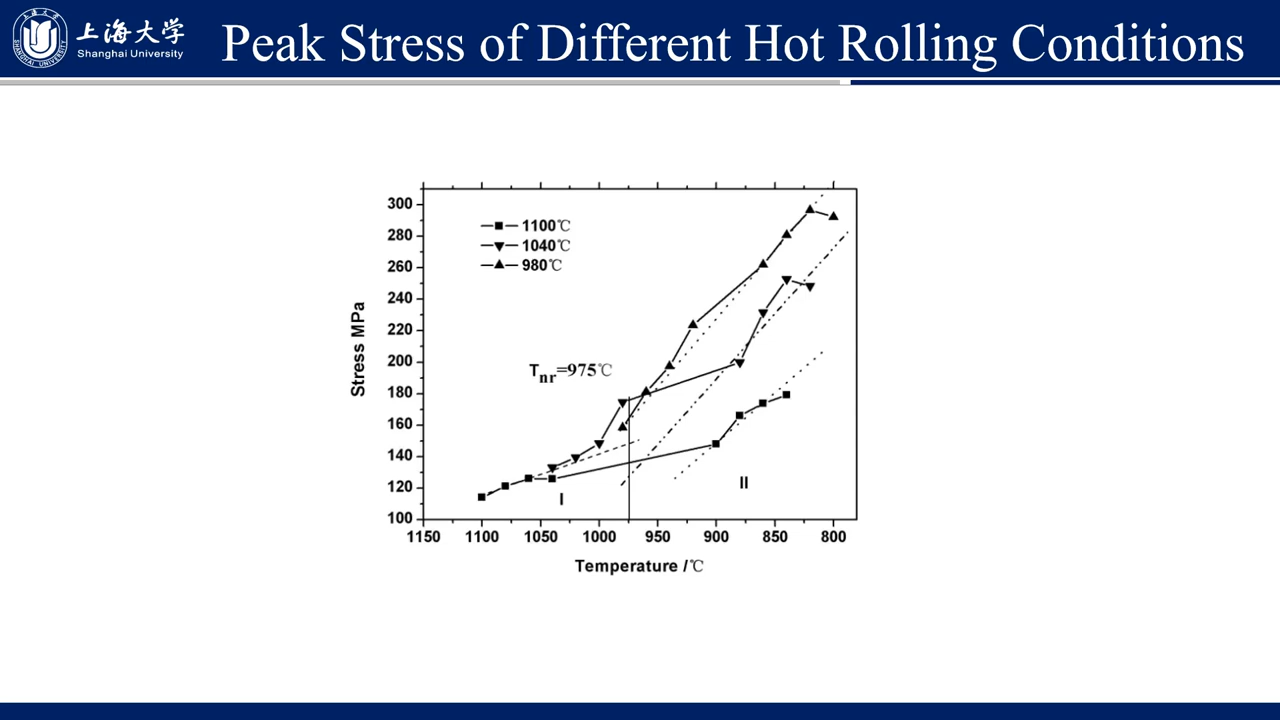 上海大学
Shanghai University
SHANGHAI UNIVERSITY
Peak Stress of Different Hot Rolling Conditions
300
280
260
240
220
200
180
160
140
120
100
Stress MPa
1100℃
1040℃
980℃
Tnr=975℃
I
II
1150 1100 1050 1000 950 900 850 800
Temperature /℃